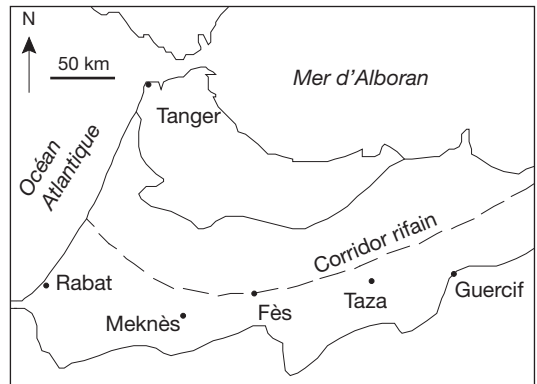 N
50 km
Mer d'Alboran
Tanger
Océan
Atlantique
Corridor rifain
Rabat
Guercif
Taza
Fès
Meknès